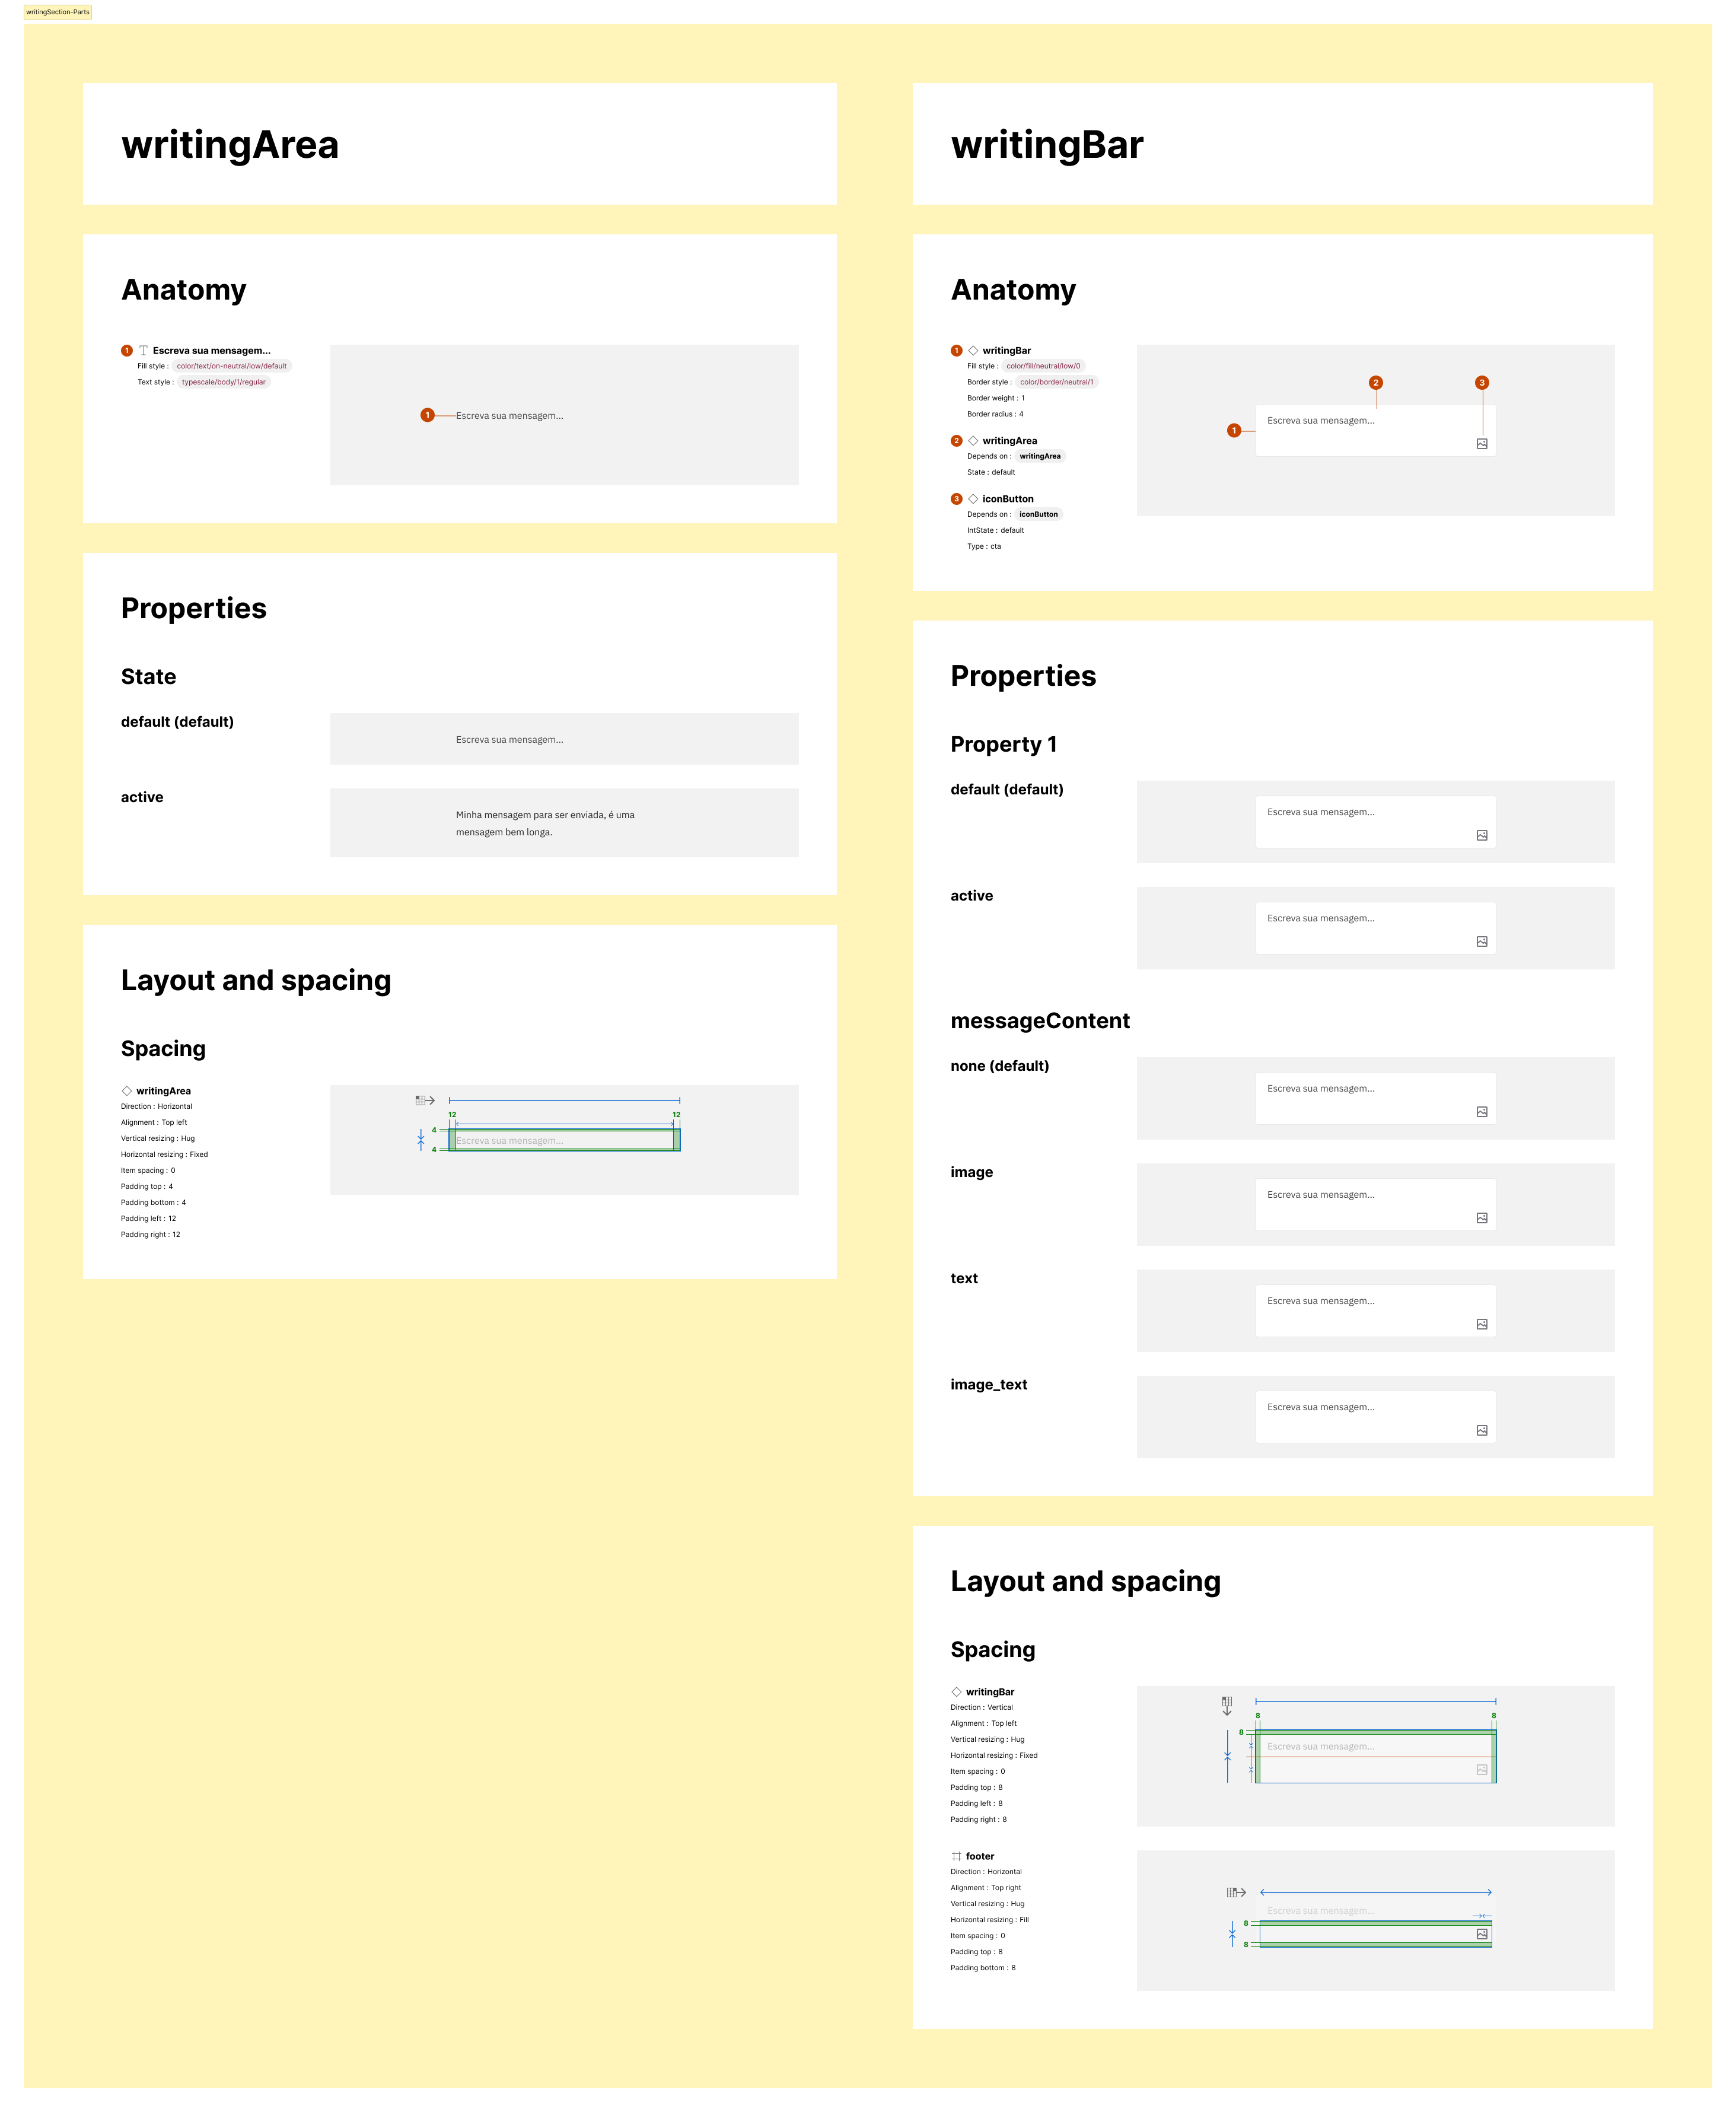 writingSection-Parts
writingArea
Anatomy
1 Escreva sua mensagem...
Fill style : color/text/on-neutral/low/default
Text style : typescale/body/1/regular
1 Escreva sua mensagem...
Properties
State
default (default)
Escreva sua mensagem...
active
Minha mensagem para ser enviada, é uma
mensagem bem longa.
Layout and spacing
Spacing
writingArea
Direction : Horizontal
Alignment : Top left
Vertical resizing : Hug
Horizontal resizing : Fixed
Item spacing : 0
Padding top : 4
Padding bottom : 4
Padding left : 12
Padding right : 12
12 12
4
Escreva sua mensagem...
4
writingBar
Anatomy
1 writingBar
Fill style : color/fill/neutral/low/0
Border style : color/border/neutral/1
Border weight : 1
Border radius : 4
2 writingArea
Depends on : writingArea
State : default
3 iconButton
Depends on : iconButton
IntState : default
Type : cta
2 3
Escreva sua mensagem...
1
Properties
Property 1
default (default)
Escreva sua mensagem...
active
Escreva sua mensagem...
messageContent
none (default)
Escreva sua mensagem...
image
Escreva sua mensagem...
text
Escreva sua mensagem...
image_text
Escreva sua mensagem...
Layout and spacing
Spacing
writingBar
Direction : Vertical
Alignment : Top left
Vertical resizing : Hug
Horizontal resizing : Fixed
Item spacing : 0
Padding top : 8
Padding left : 8
Padding right : 8
8 8
8
Escreva sua mensagem...
footer
Direction : Horizontal
Alignment : Top right
Vertical resizing : Hug
Horizontal resizing : Fill
Item spacing : 0
Padding top : 8
Padding bottom : 8
Escreva sua mensagem...
8
8